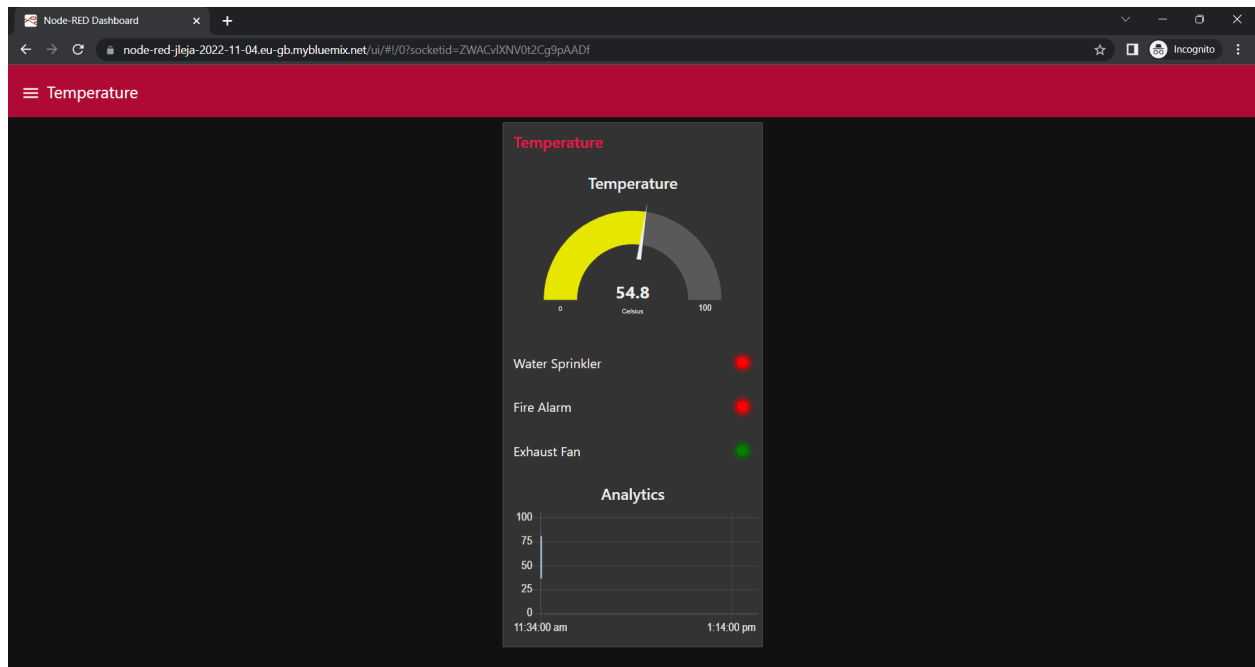 Node-RED Dashboard
node-red-jleja-2022-11-04.eu-gb.mybluemix.net/ui/#!/0?socketid=ZWACvlXNV0t2Cg9pAADf
Incognito
Temperature
Temperature
Temperature
54.8
Celsius
0
100
Water Sprinkler
Fire Alarm
Exhaust Fan
Analytics
100
75
50
25
0
11:34:00 am 1:14:00 pm